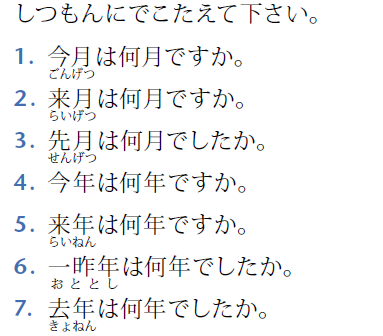 しつもんにでこたえて下さい。
1. 今月は何月ですか。
ごんげつ
2. 来月は何月ですか。
らいげつ
3. 先月は何月でしたか。
せんげつ
4. 今年は何年ですか。
5. 来年は何年ですか。
らいねん
6. 一昨年は何年でしたか。
おととし
7. 去年は何年でしたか。
きょねん